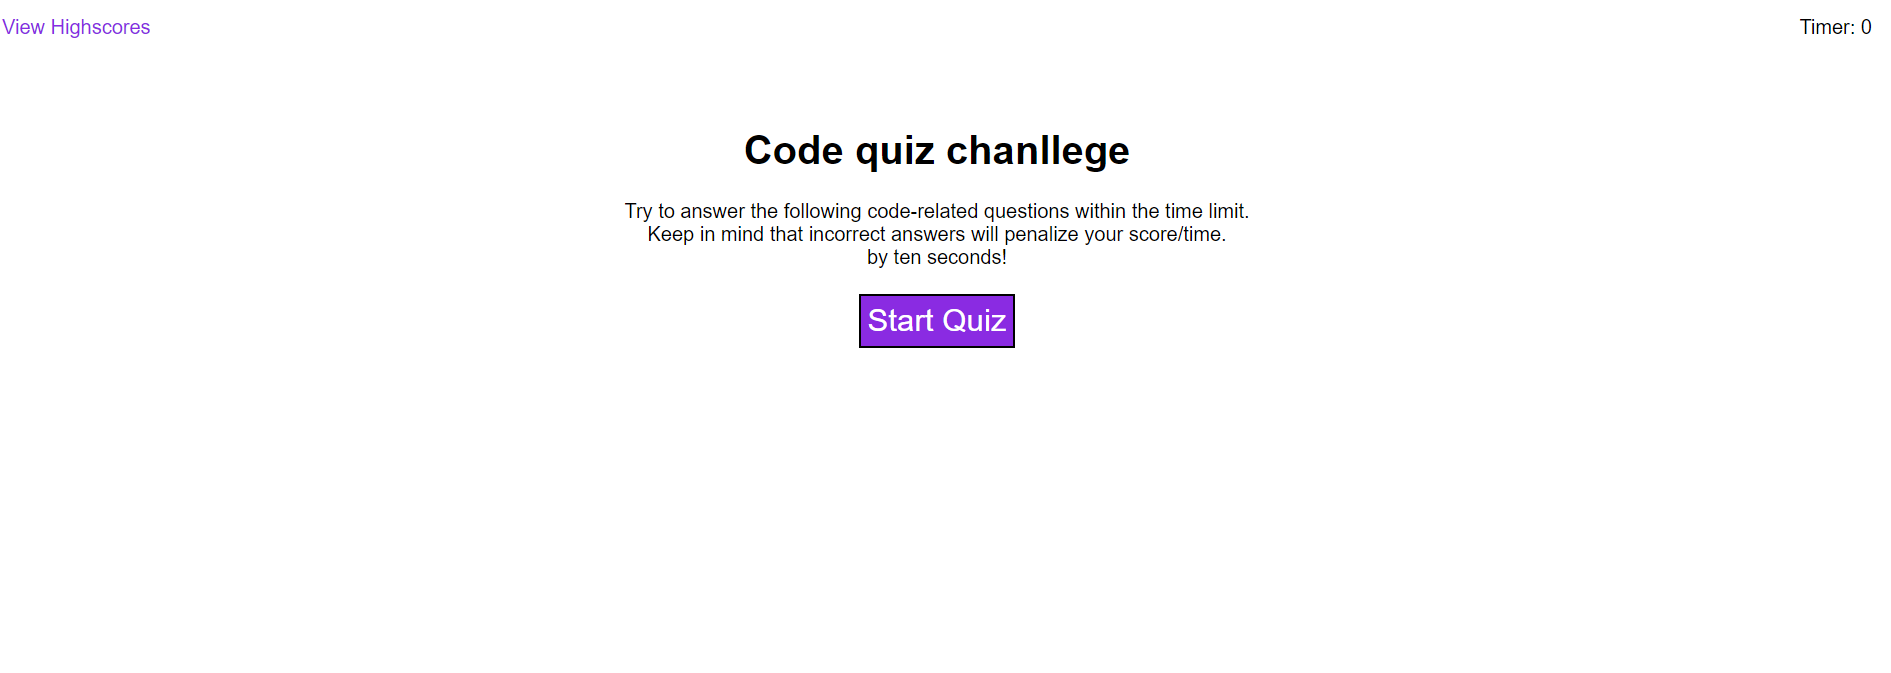 View Highscores
Timer: 0
Code quiz chanllege
Try to answer the following code-related questions within the time limit.
Keep in mind that incorrect answers will penalize your score/time.
by ten seconds!
Start Quiz